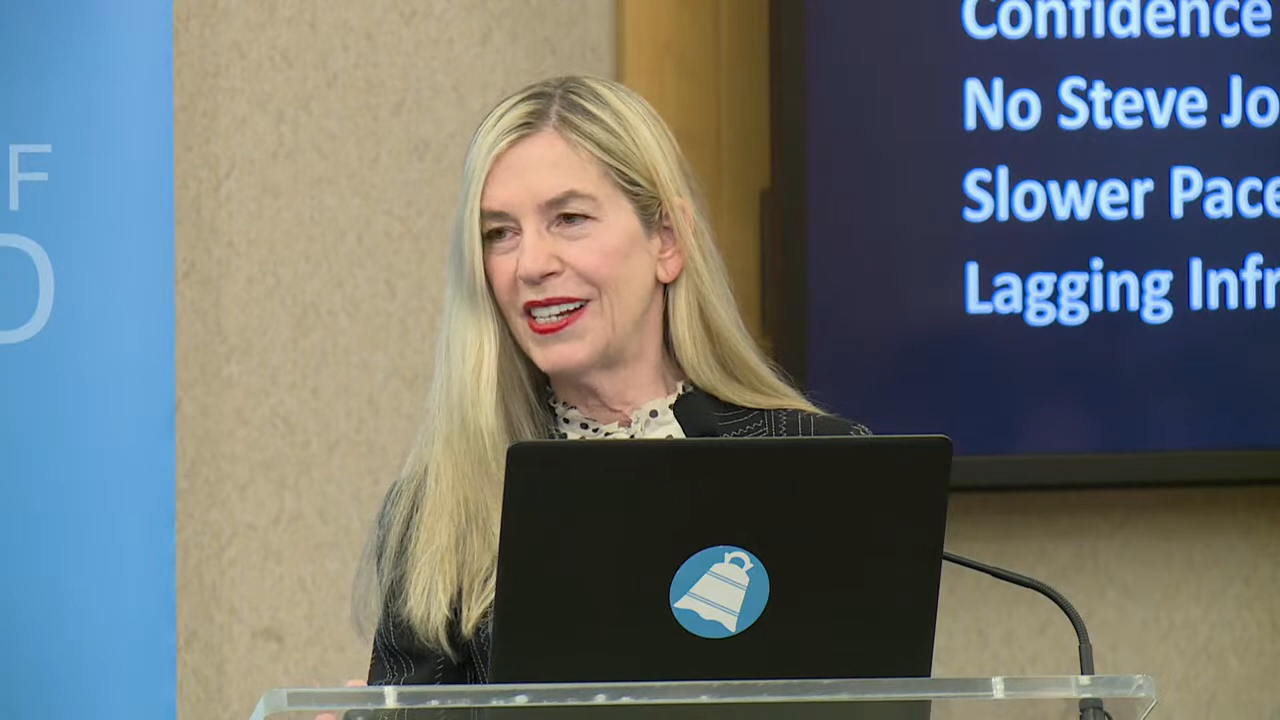 F
D
Confidence
No Steve Jo
Slower Pace
Lagging Infr